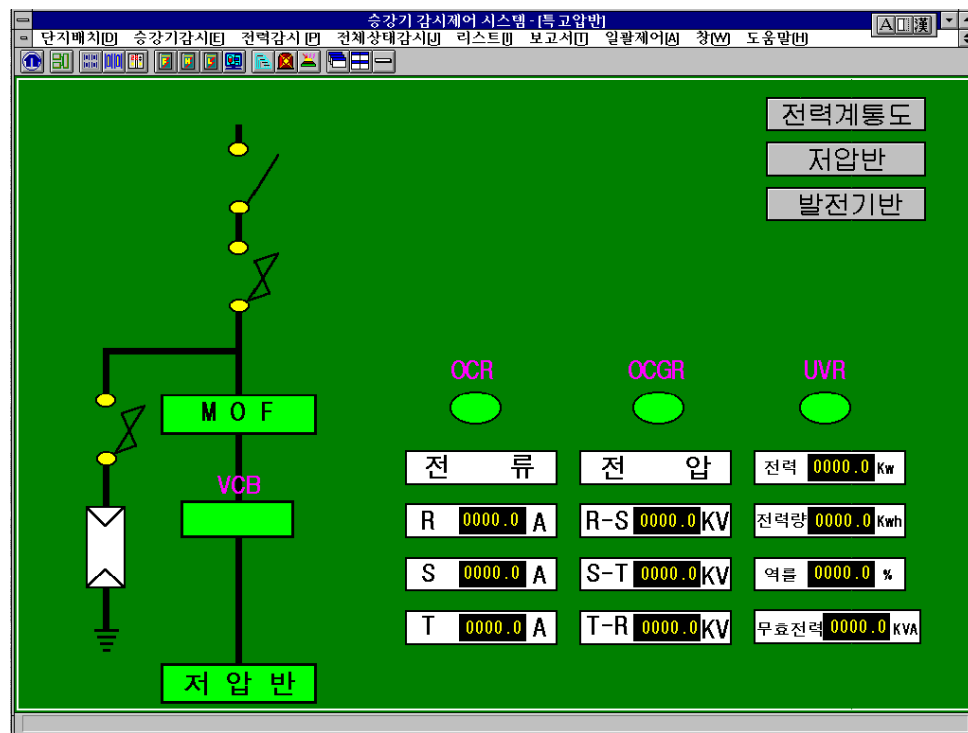 승강기 감시제어 시스템 - [특고압반]
A 漢
단지배치[D] 승강기감시[E] 전력감시 [P] 전체상태감시[J] 리스트[I] 보고서[T] 일괄제어[A] 창[W] 도움말[H]
전력계통도
저압반
발전기반
OCR OCGR UVR
M O F
VCB
전 류 전 압 전력 0000.0 Kw
R 0000.0 A R-S 0000.0 KV 전력량 0000.0 Kwh
S 0000.0 A S-T 0000.0 KV 역률 0000.0 %
T 0000.0 A T-R 0000.0 KV 무효전력 0000.0 KVA
저 압 반